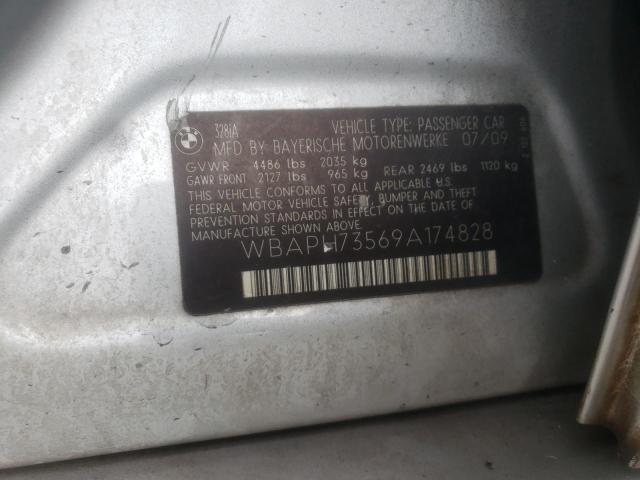 328iA VEHICLE TYPE: PASSENGER CAR
MFD BY BAYERISCHE MOTORENWERKE 07/09
GVWR 4486 lbs 2035 kg
GAWR FRONT 2127 lbs 965 kg REAR 2469 lbs 1120 kg
THIS VEHICLE CONFORMS TO ALL APPLICABLE U.S.
FEDERAL MOTOR VEHICLE SAFETY, BUMPER AND THEFT
PREVENTION STANDARDS IN EFFECT ON THE DATE OF
MANUFACTURE SHOWN ABOVE.
WBAPH73569A174828